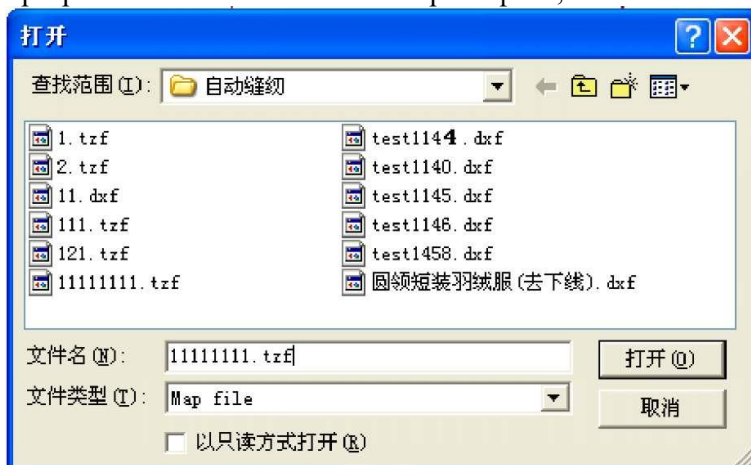 打开
查找范围(I): 自动缝纫
1.tzf
2.tzf
11.dxf
111.tzf
121.tzf
11111111.tzf
test1144.dxf
test1140.dxf
test1145.dxf
test1146.dxf
test1458.dxf
圆领短装羽绒服(去下线).dxf
文件名(N): 11111111.tzf
打开(O)
文件类型(T): Map file
取消
以只读方式打开(R)